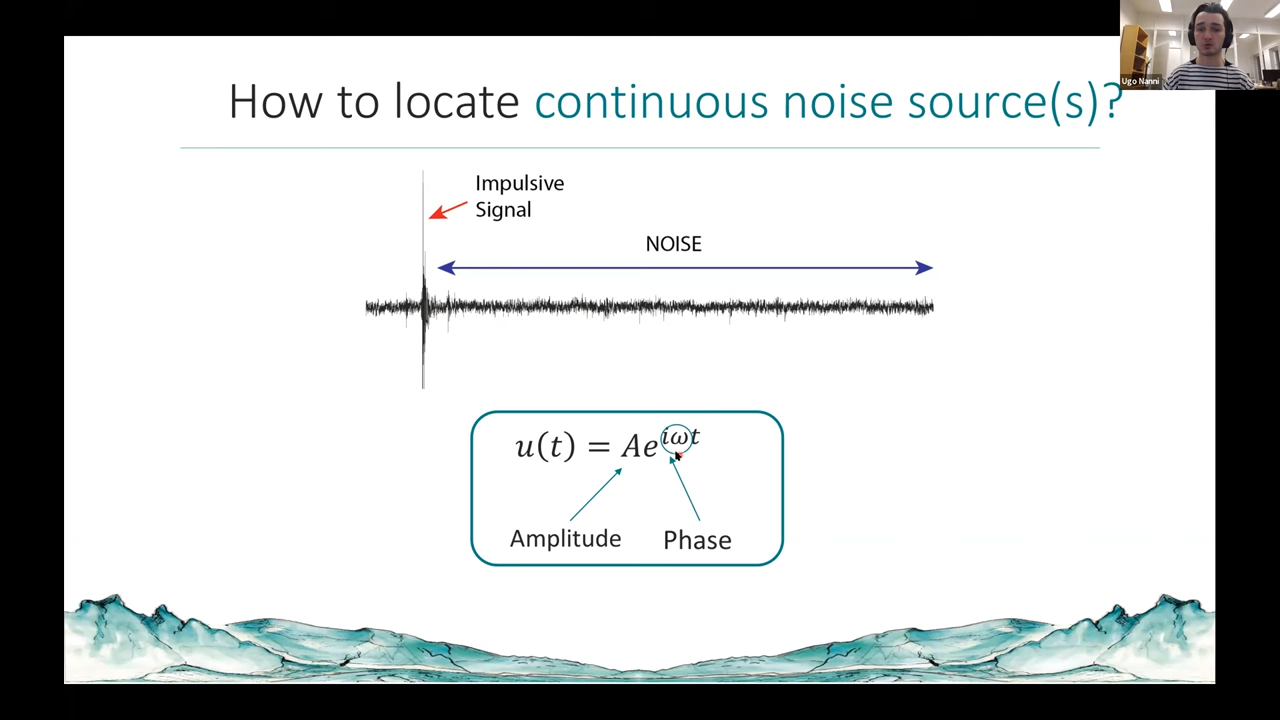 How to locate continuous noise source(s)?
Ugo Nanni
Impulsive
Signal
NOISE
u(t) = Ae^{iωt}
Amplitude Phase